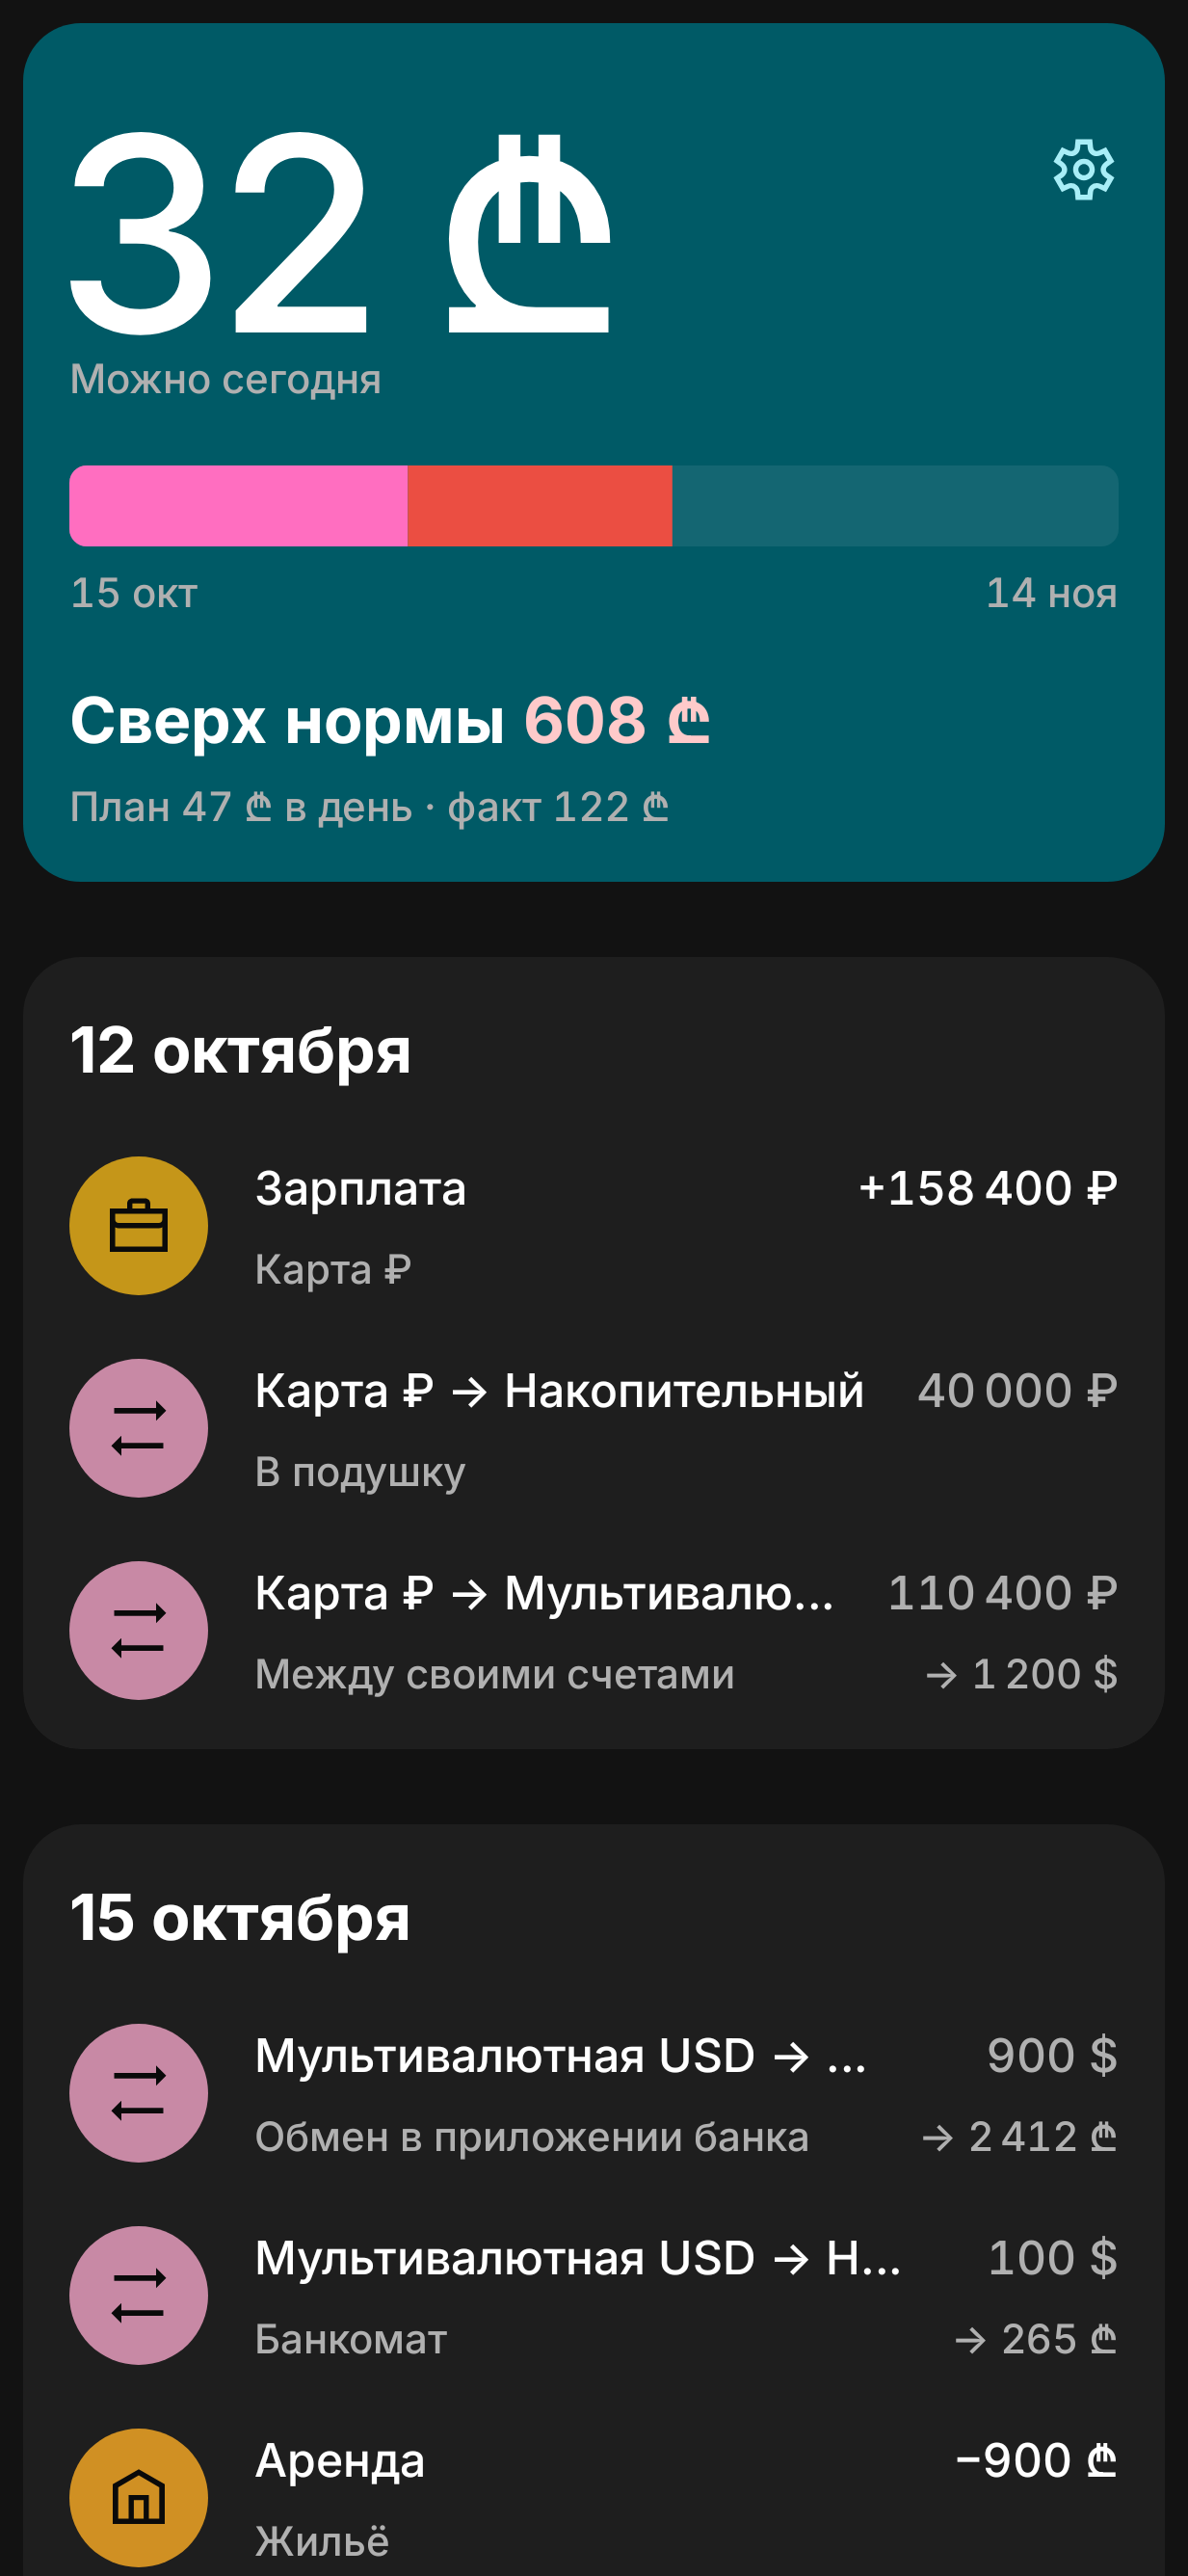 32 ₾
Можно сегодня
15 окт
14 ноя
Сверх нормы 608 ₾
План 47 ₾ в день · факт 122 ₾
12 октября
Зарплата +158 400 ₽
Карта ₽
Карта ₽ → Накопительный 40 000 ₽
В подушку
Карта ₽ → Мультивалю... 110 400 ₽
Между своими счетами → 1 200 $
15 октября
Мультивалютная USD → ... 900 $
Обмен в приложении банка → 2 412 ₾
Мультивалютная USD → Н... 100 $
Банкомат → 265 ₾
Аренда −900 ₾
Жильё